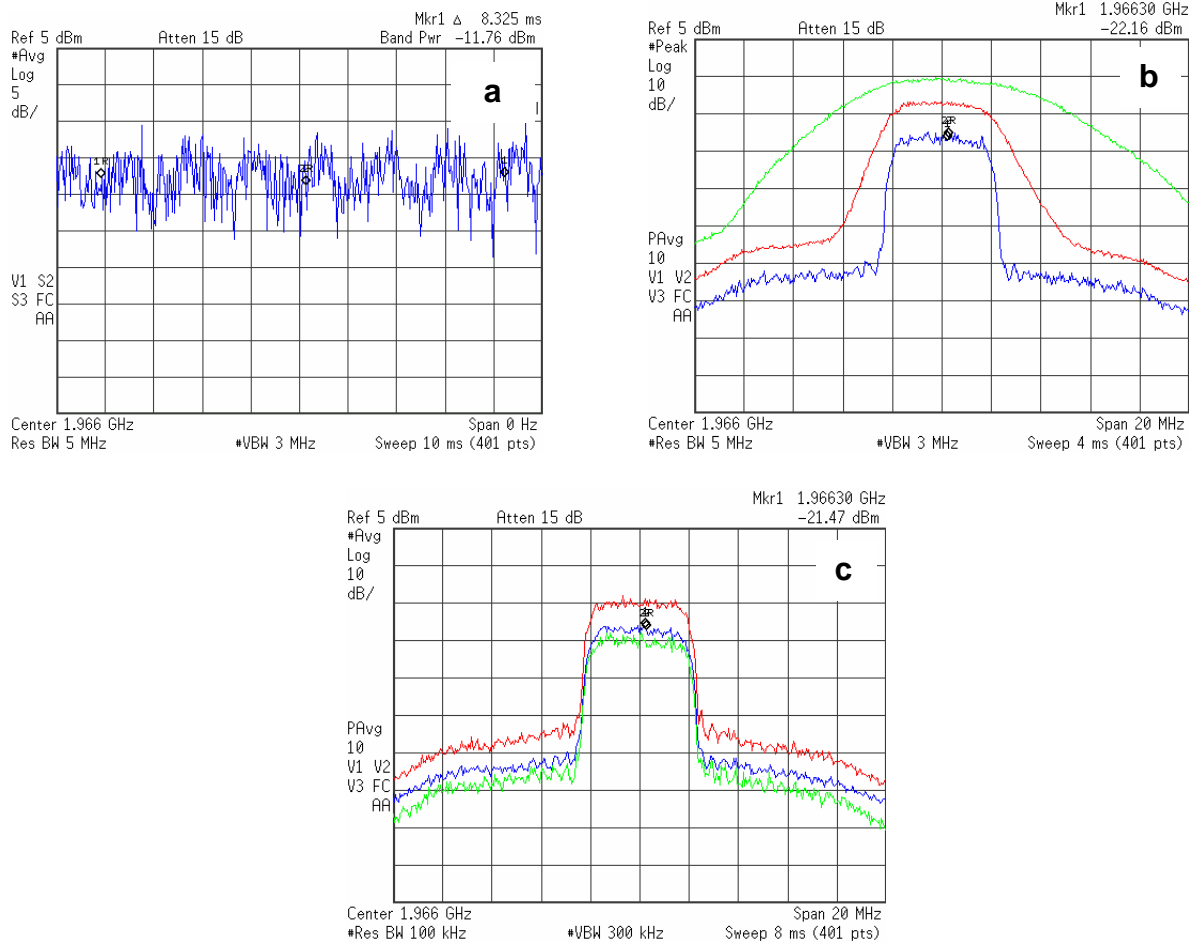 Mkr1 Δ 8.325 ms
Ref 5 dBm Atten 15 dB Band Pwr -11.76 dBm
#Avg
Log
5
dB/
a
1R
V1 S2
S3 FC
AA
Center 1.966 GHz Span 0 Hz
Res BW 5 MHz #VBW 3 MHz Sweep 10 ms (401 pts)
Mkr1 1.96630 GHz
Ref 5 dBm Atten 15 dB -22.16 dBm
#Peak
Log
10
dB/
b
PAvg
10
V1 V2
V3 FC
AA
Center 1.966 GHz Span 20 MHz
#Res BW 5 MHz #VBW 3 MHz Sweep 4 ms (401 pts)
Mkr1 1.96630 GHz
Ref 5 dBm Atten 15 dB -21.47 dBm
#Avg
Log
10
dB/
c
PAvg
10
V1 V2
V3 FC
AA
Center 1.966 GHz Span 20 MHz
#Res BW 100 kHz #VBW 300 kHz Sweep 8 ms (401 pts)